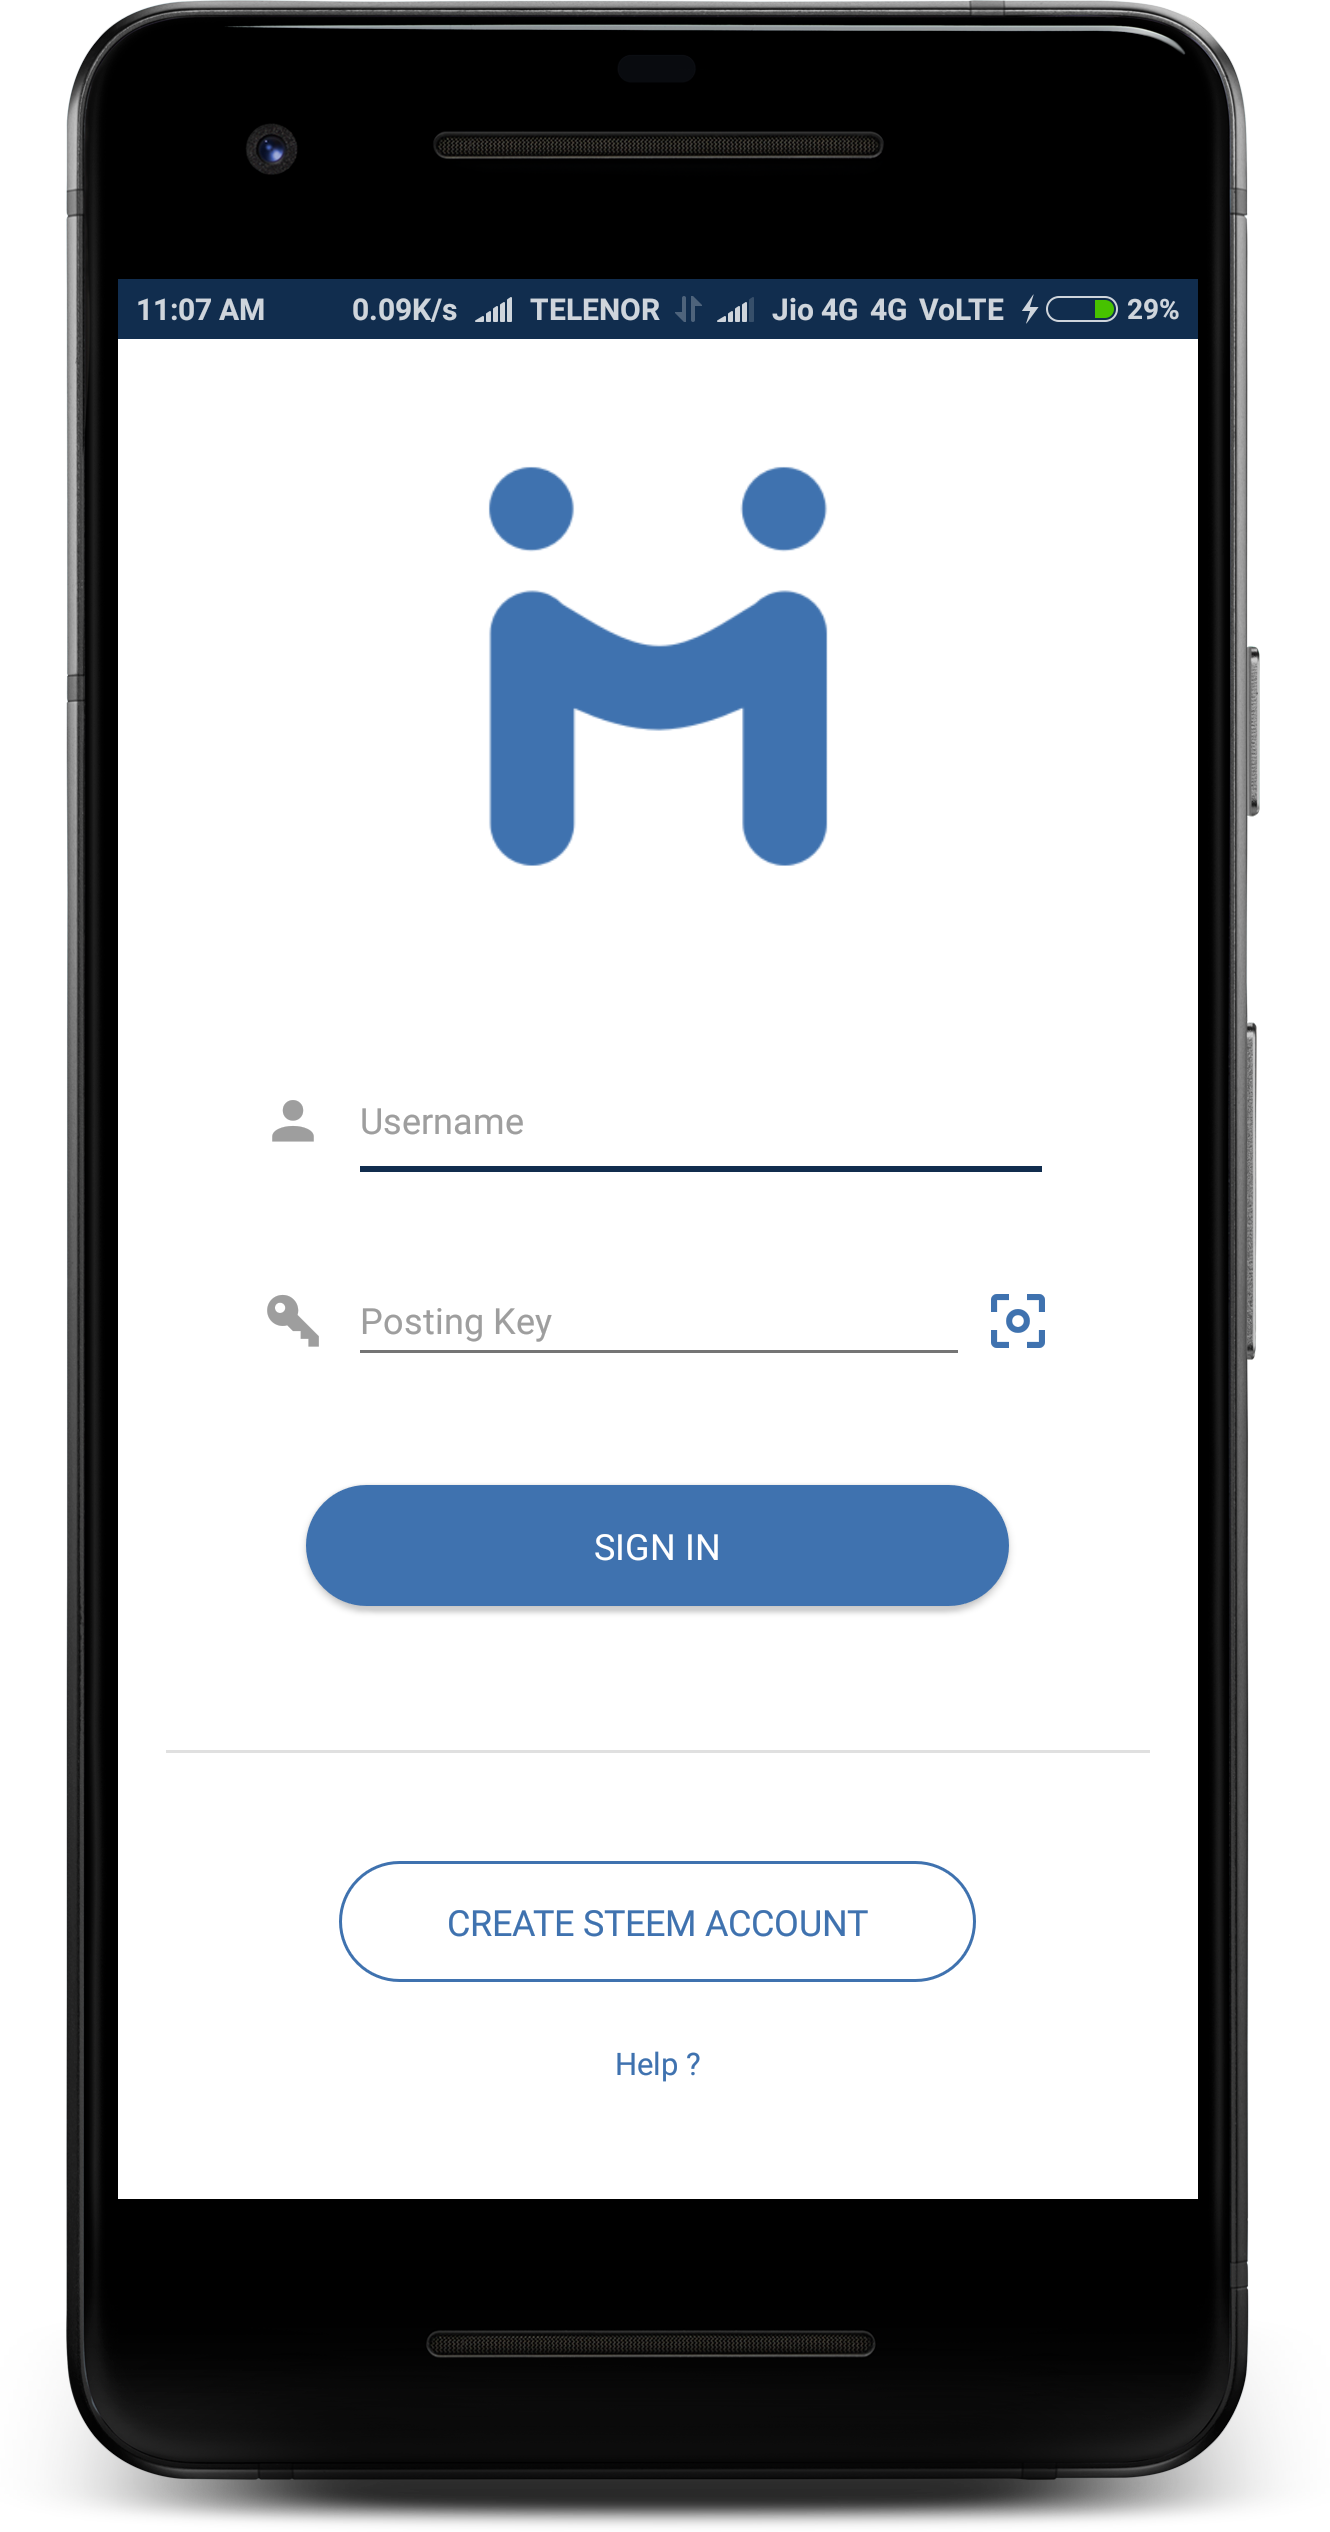 11:07 AM 0.09K/s TELENOR Jio 4G 4G VoLTE 29%
Username
Posting Key
SIGN IN
CREATE STEEM ACCOUNT
Help ?